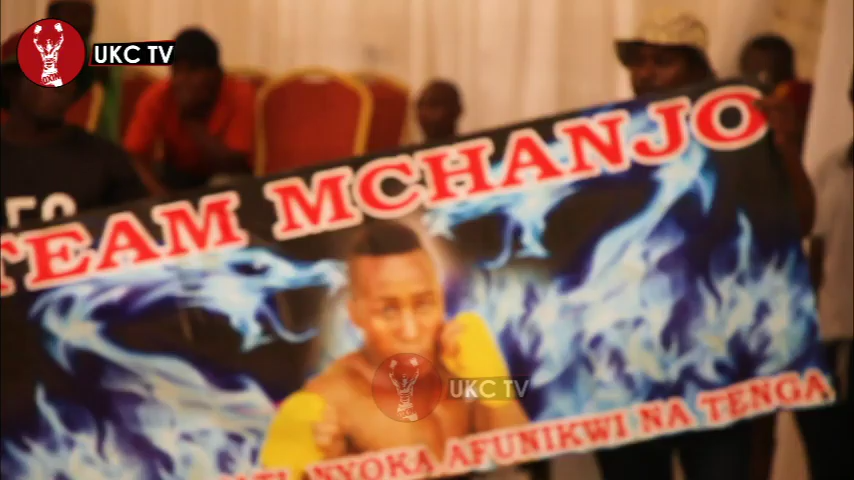 UKC TV
TEAM MCHANJO
UKC TV
NYOKA AFUNIKWI NA TENGA